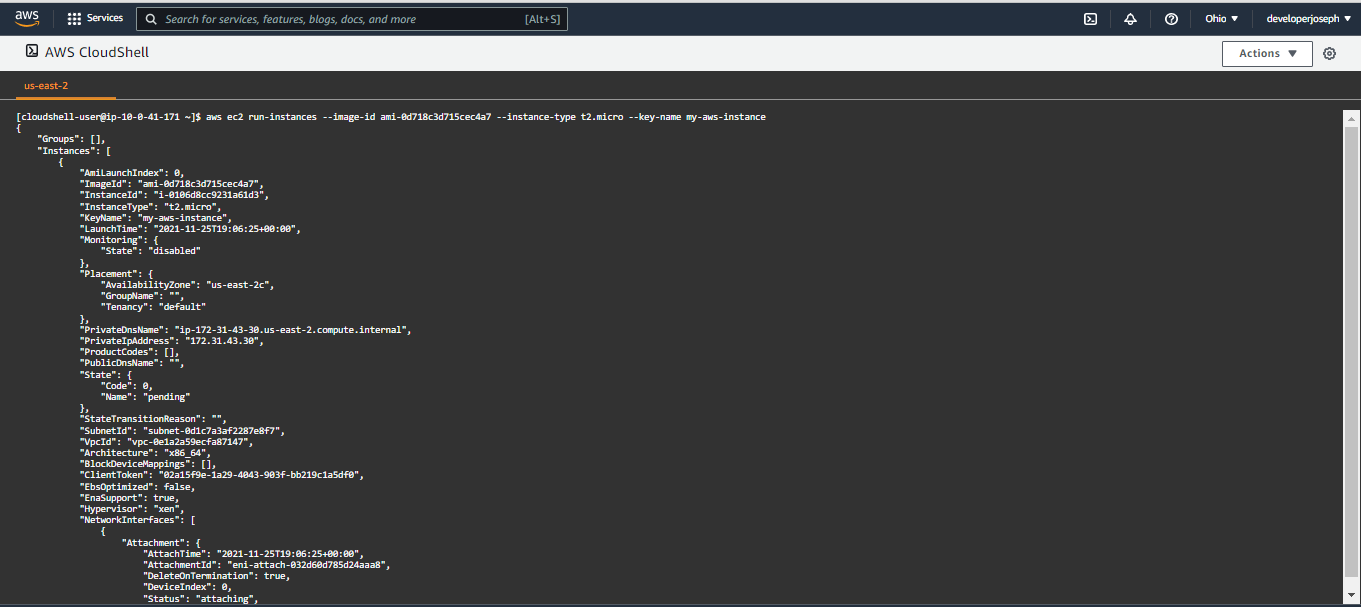 aws
Services
Search for services, features, blogs, docs, and more
[Alt+S]
Ohio ▼
developerjoseph ▼
AWS CloudShell
Actions ▼
us-east-2
[cloudshell-user@ip-10-0-41-171 ~]$ aws ec2 run-instances --image-id ami-0d718c3d715cec4a7 --instance-type t2.micro --key-name my-aws-instance
{
    "Groups": [],
    "Instances": [
        {
            "AmiLaunchIndex": 0,
            "ImageId": "ami-0d718c3d715cec4a7",
            "InstanceId": "i-0106d8cc9231a61d3",
            "InstanceType": "t2.micro",
            "KeyName": "my-aws-instance",
            "LaunchTime": "2021-11-25T19:06:25+00:00",
            "Monitoring": {
                "State": "disabled"
            },
            "Placement": {
                "AvailabilityZone": "us-east-2c",
                "GroupName": "",
                "Tenancy": "default"
            },
            "PrivateDnsName": "ip-172-31-43-30.us-east-2.compute.internal",
            "PrivateIpAddress": "172.31.43.30",
            "ProductCodes": [],
            "PublicDnsName": "",
            "State": {
                "Code": 0,
                "Name": "pending"
            },
            "StateTransitionReason": "",
            "SubnetId": "subnet-0d1c7a3af2287e8f7",
            "VpcId": "vpc-0e1a2a59ecfa87147",
            "Architecture": "x86_64",
            "BlockDeviceMappings": [],
            "ClientToken": "02a15f9e-1a29-4043-903f-bb219c1a5df0",
            "EbsOptimized": false,
            "EnaSupport": true,
            "Hypervisor": "xen",
            "NetworkInterfaces": [
                {
                    "Attachment": {
                        "AttachTime": "2021-11-25T19:06:25+00:00",
                        "AttachmentId": "eni-attach-032d60d785d24aaa8",
                        "DeleteOnTermination": true,
                        "DeviceIndex": 0,
                        "Status": "attaching",